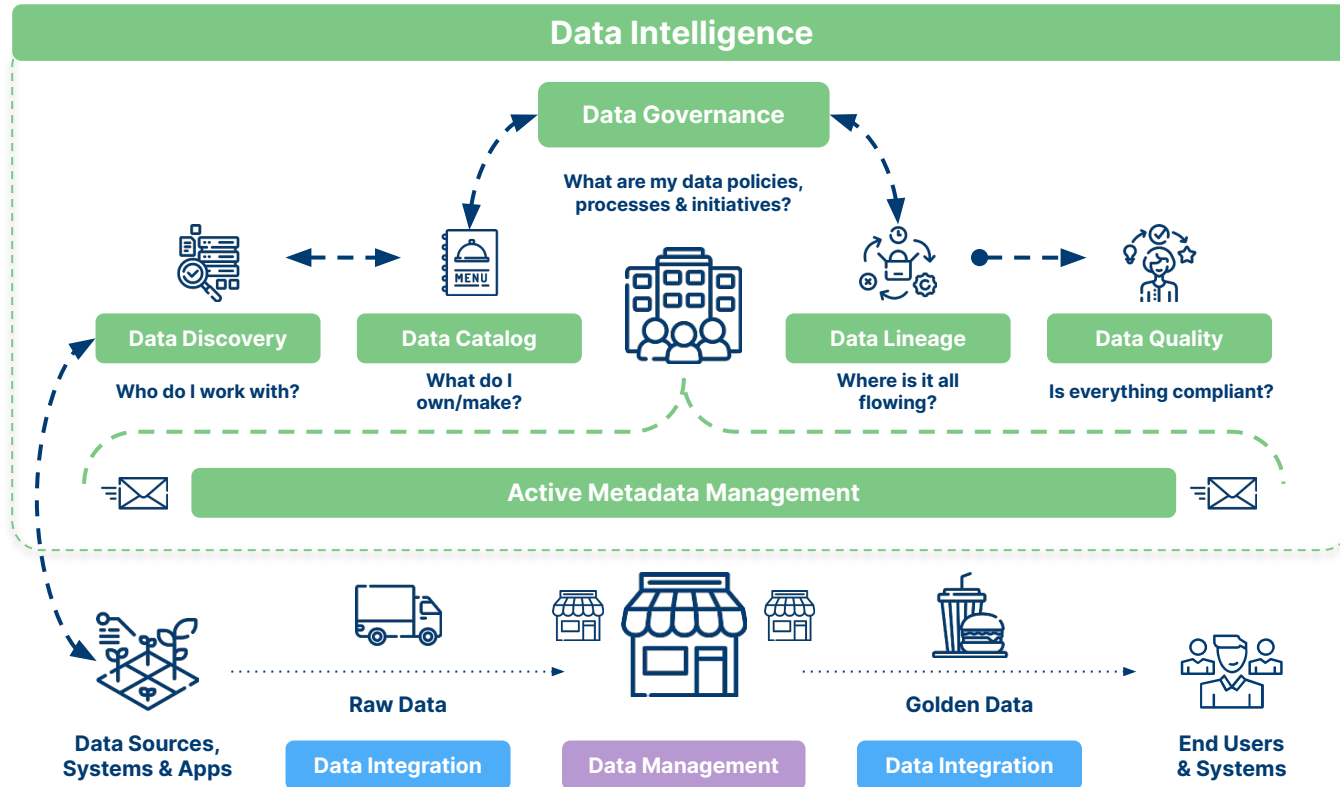 Data Intelligence
Data Governance
What are my data policies,
processes & initiatives?
MENU
Data Discovery
Data Catalog
Data Lineage
Data Quality
Who do I work with?
What do I
own/make?
Where is it all
flowing?
Is everything compliant?
Active Metadata Management
Raw Data
Golden Data
Data Sources,
Systems & Apps
Data Integration
Data Management
Data Integration
End Users
& Systems